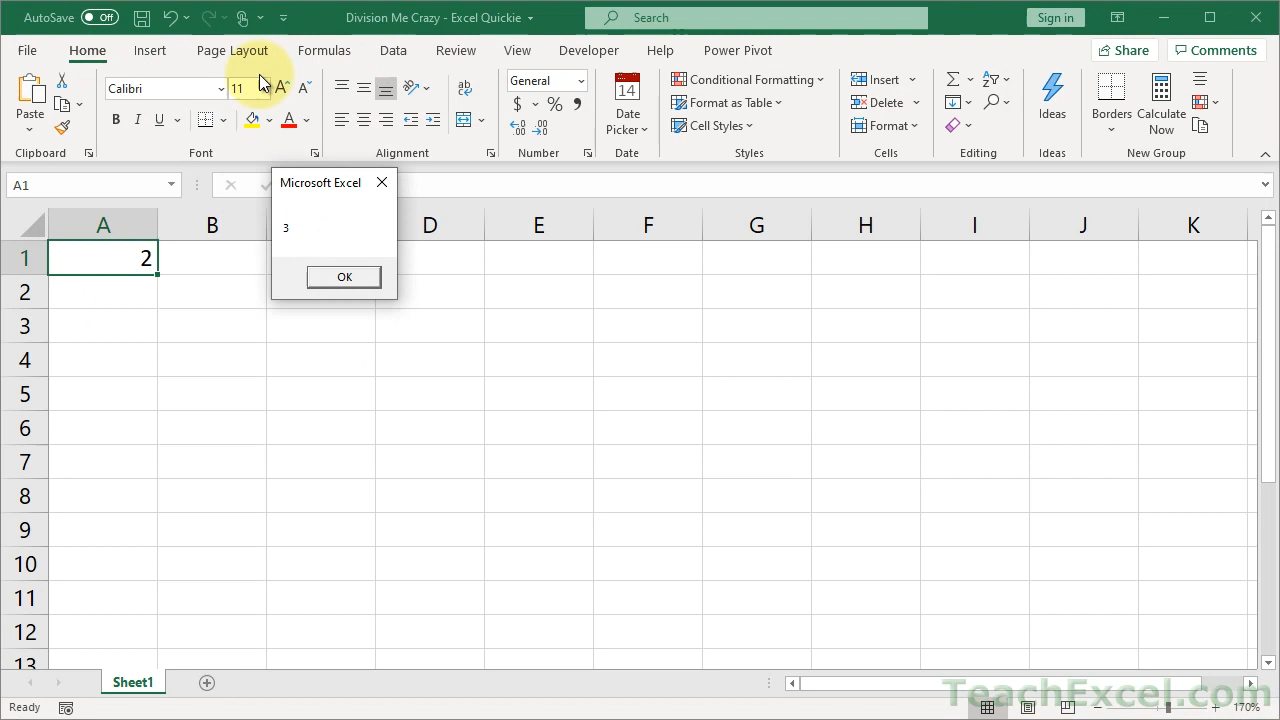 AutoSave Off Division Me Crazy - Excel Quickie Search Sign in
File Home Insert Page Layout Formulas Data Review View Developer Help Power Pivot Share Comments
Paste
Calibri 11 A A
B I U A
ab
General
$ % 9
.00
14
Date
Picker
Conditional Formatting
Format as Table
Cell Styles
Insert
Delete
Format
Ideas
Borders
Calculate
Now
Clipboard Font Alignment Number Date Styles Cells Editing Ideas New Group
A1
Microsoft Excel
3
OK
A B D E F G H I J K
1 2
2
3
4
5
6
7
8
9
10
11
12
13
Sheet1
TeachExcel.com
Ready 170%